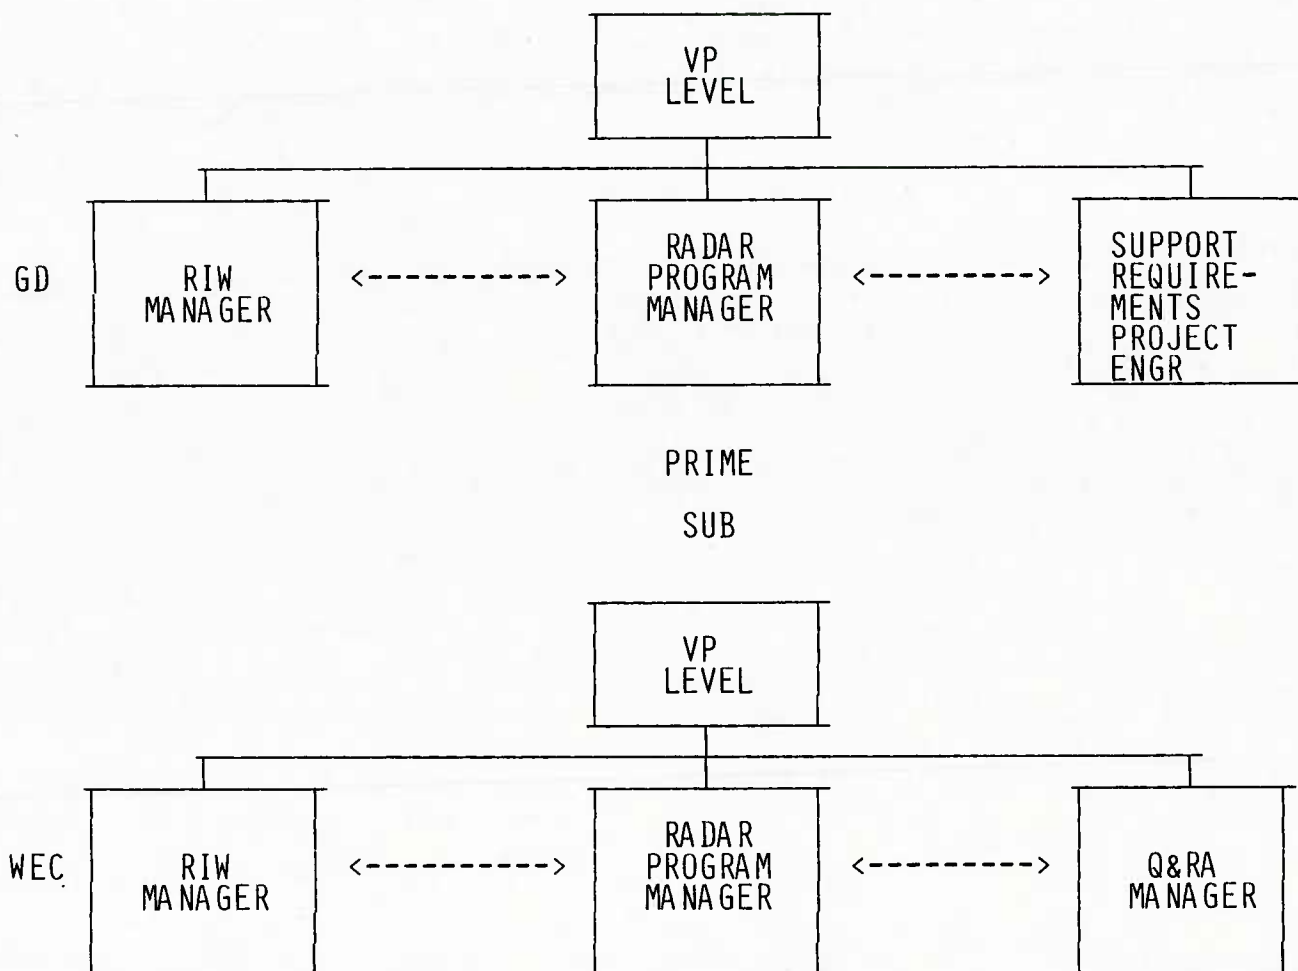 VP
LEVEL
GD
RIW
MANAGER
<----------->
RADAR
PROGRAM
MANAGER
<---------->
SUPPORT
REQUIRE-
MENTS
PROJECT
ENGR
PRIME
SUB
VP
LEVEL
WEC
RIW
MANAGER
<----------->
RADAR
PROGRAM
MANAGER
<---------->
Q&RA
MANAGER